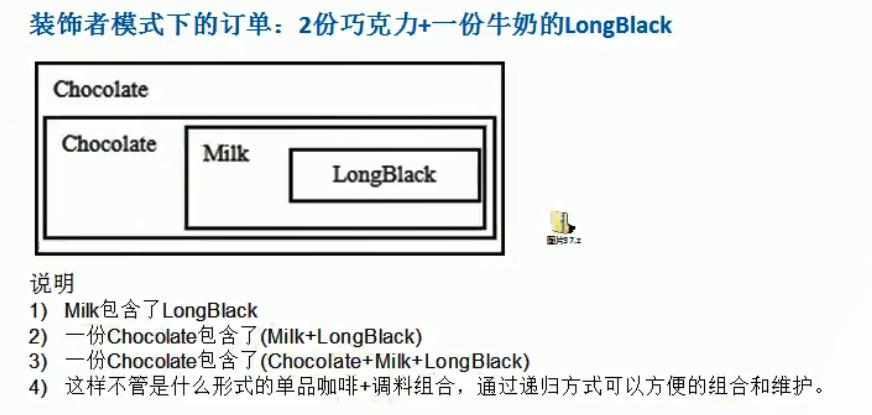 装饰者模式下的订单：2份巧克力+一份牛奶的LongBlack
Chocolate
Chocolate
Milk
LongBlack
说明
1) Milk包含了LongBlack
2) 一份Chocolate包含了(Milk+LongBlack)
3) 一份Chocolate包含了(Chocolate+Milk+LongBlack)
4) 这样不管是什么形式的单品咖啡+调料组合，通过递归方式可以方便的组合和维护。